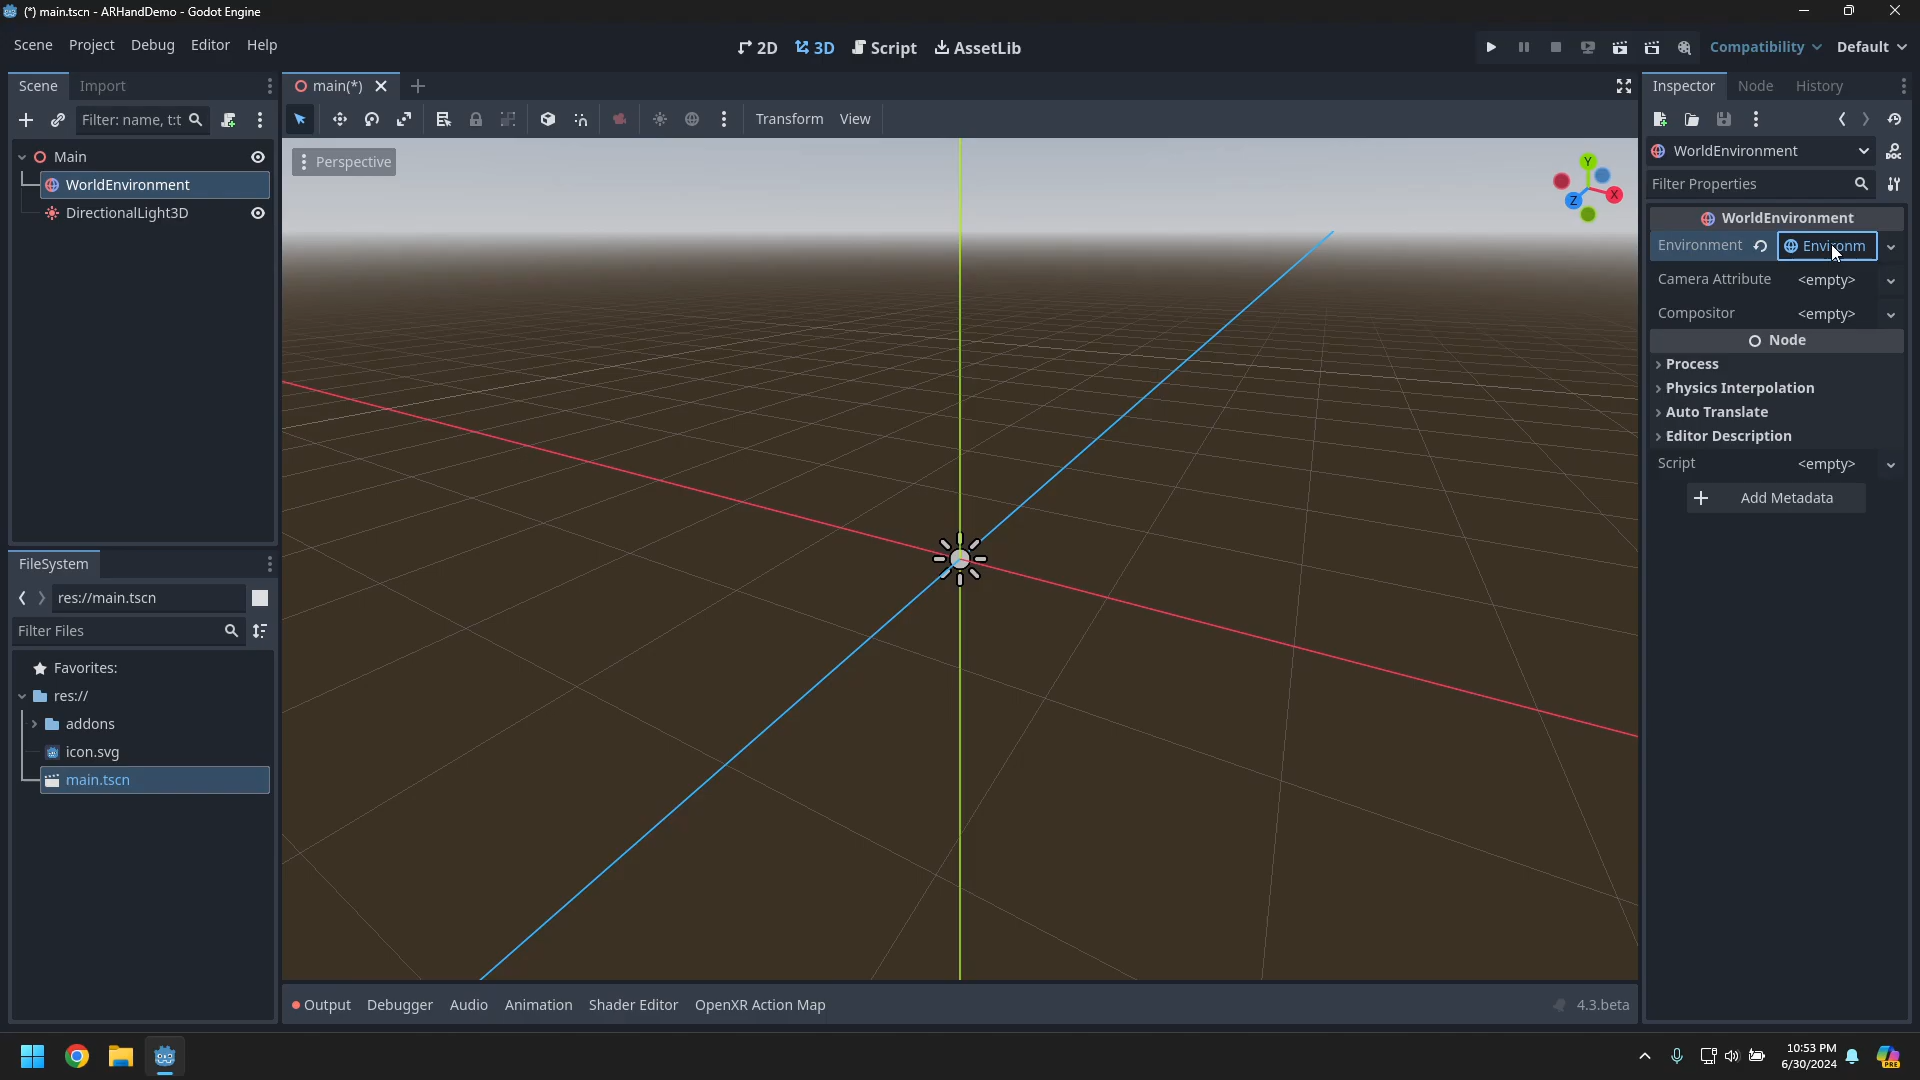 (*) main.tscn - ARHandDemo - Godot Engine
Scene Project Debug Editor Help
2D 3D Script AssetLib
Compatibility Default
Scene Import
main(*)
Inspector Node History
Filter: name, t:t
Transform View
Main
WorldEnvironment
DirectionalLight3D
Perspective
Y
X
Z
WorldEnvironment
Filter Properties
WorldEnvironment
Environment Environm
Camera Attribute <empty>
Compositor <empty>
Node
Process
Physics Interpolation
Auto Translate
Editor Description
Script <empty>
Add Metadata
FileSystem
res://main.tscn
Filter Files
Favorites:
res://
addons
icon.svg
main.tscn
Output Debugger Audio Animation Shader Editor OpenXR Action Map
4.3.beta
10:53 PM
6/30/2024
PRE